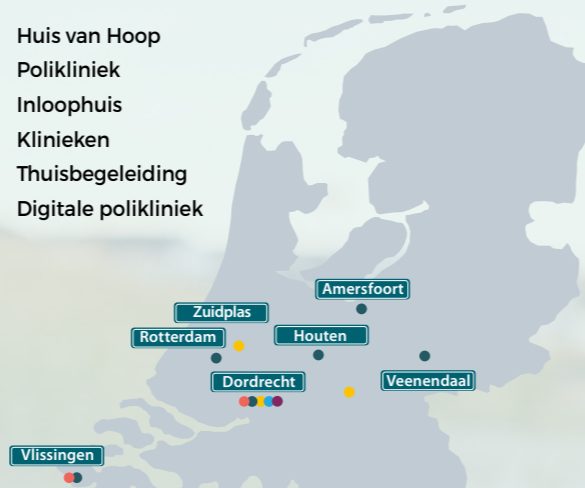 Huis van Hoop
Polikliniek
Inloophuis
Klinieken
Thuisbegeleiding
Digitale polikliniek
Amersfoort
Zuidplas
Rotterdam
Houten
Dordrecht
Veenendaal
Vlissingen